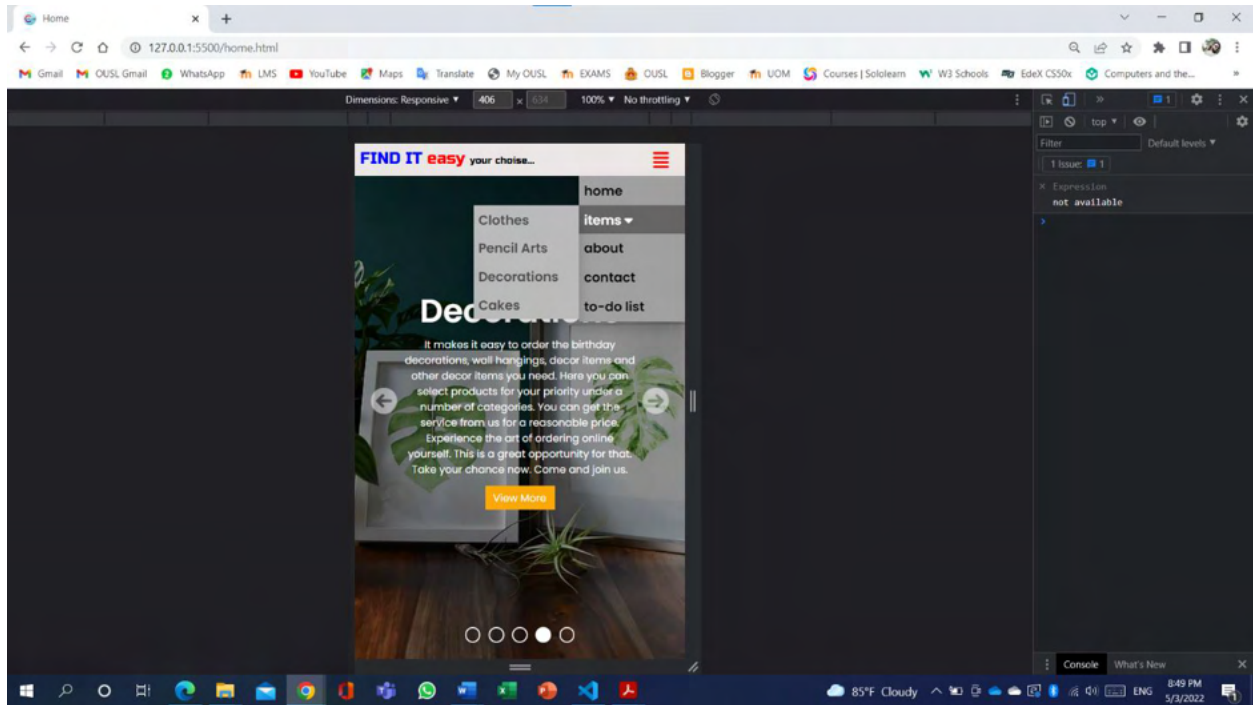 Home
127.0.0.1:5500/home.html
Gmail OUSL Gmail WhatsApp LMS YouTube Maps Translate My OUSL EXAMS OUSL Blogger UOM Courses | Sololearn W3 Schools EdeX CS50x Computers and the...
Dimensions: Responsive 406 x 634 100% No throttling
1
top
Filter Default levels
1 Issue: 1
Expression
not available
FIND IT easy your choise...
home
items
about
contact
to-do list
Clothes
Pencil Arts
Decorations
Cakes
It makes it easy to order the birthday
decorations, wall hangings, decor items and
other decor items you need. Here you can
select products for your priority under a
number of categories. You can get the
service from us for a reasonable price.
Experience the art of ordering online
yourself. This is a great opportunity for that.
Take your chance now. Come and join us.
View More
Console What's New
85°F Cloudy ENG 8:49 PM
5/3/2022